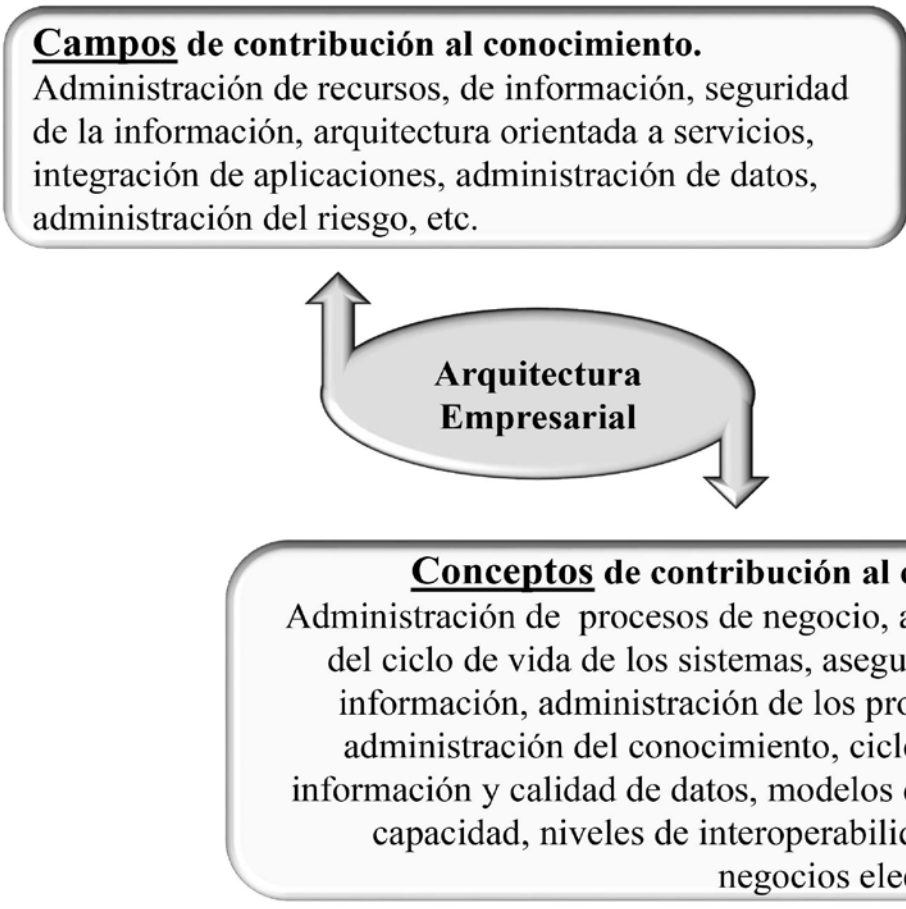 Campos de contribución al conocimiento.
Administración de recursos, de información, seguridad
de la información, arquitectura orientada a servicios,
integración de aplicaciones, administración de datos,
administración del riesgo, etc.
Arquitectura
Empresarial
Conceptos de contribución al
Administración de procesos de negocio,
del ciclo de vida de los sistemas,
información, administración de los
administración del conocimiento,
información y calidad de datos, modelos
capacidad, niveles de
negocios